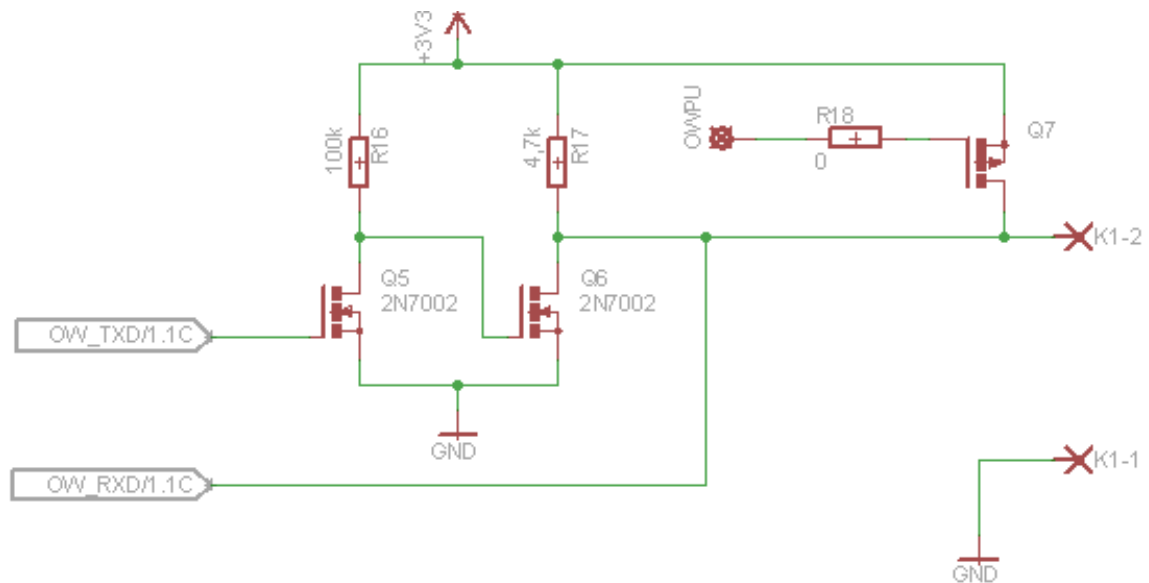 +3V3
100k
R16
4,7k
R17
OWPU
R18
0
Q7
K1-2
Q5
2N7002
Q6
2N7002
OW_TXD/1.1C
GND
OW_RXD/1.1C
K1-1
GND